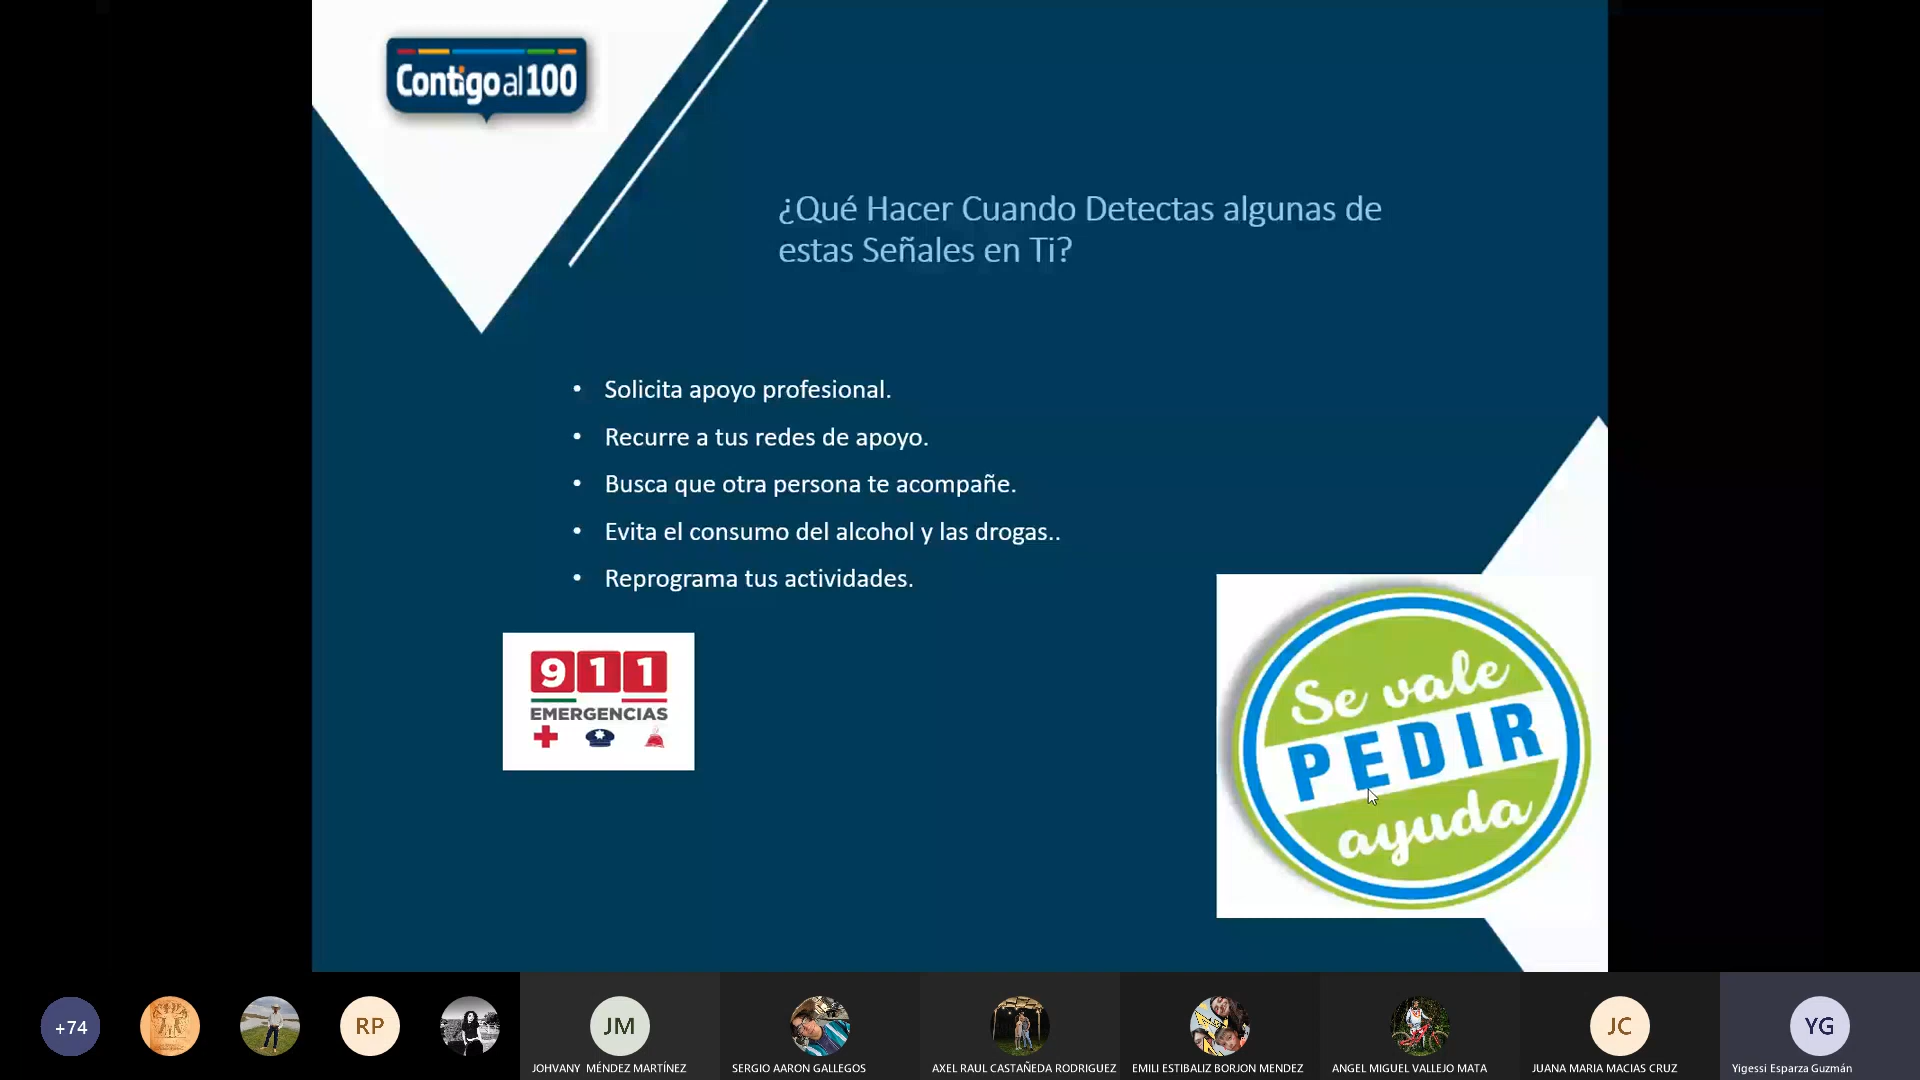 Contigo al 100
¿Qué Hacer Cuando Detectas algunas de
estas Señales en Ti?
• Solicita apoyo profesional.
• Recurre a tus redes de apoyo.
• Busca que otra persona te acompañe.
• Evita el consumo del alcohol y las drogas..
• Reprograma tus actividades.
911
EMERGENCIAS
Se vale
PEDIR
ayuda
+74
RP
JM
JC
YG
JOHVANY MÉNDEZ MARTÍNEZ
SERGIO AARON GALLEGOS
AXEL RAUL CASTAÑEDA RODRIGUEZ
EMILI ESTIBALIZ BORJON MENDEZ
ANGEL MIGUEL VALLEJO MATA
JUANA MARIA MACIAS CRUZ
Yigessi Esparza Guzmán